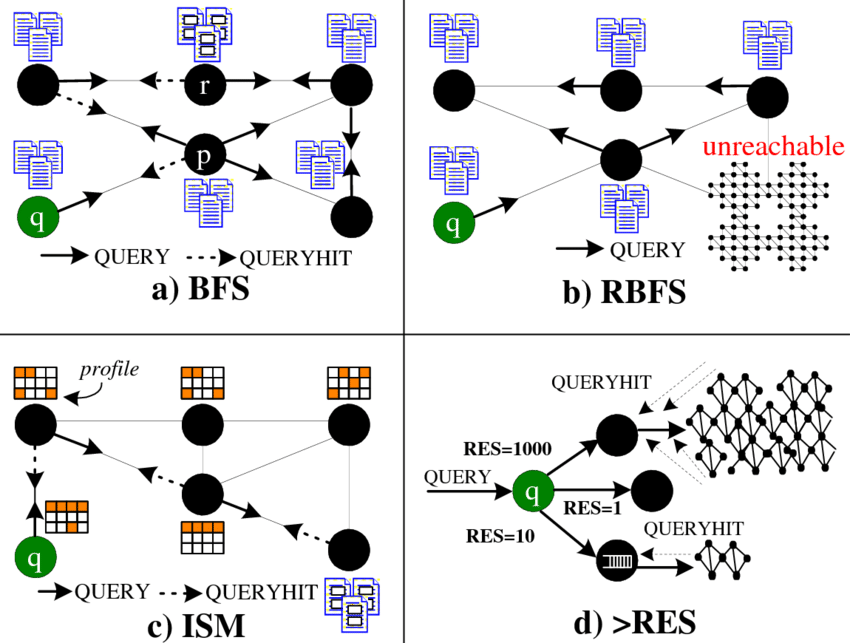 r
p
q
QUERY QUERYHIT
a) BFS
unreachable
q
QUERY
b) RBFS
profile
q
QUERY QUERYHIT
c) ISM
QUERYHIT
RES=1000
QUERY
q
RES=1
RES=10
QUERYHIT
d) >RES